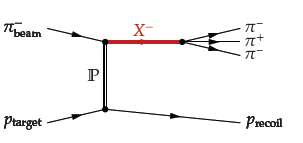 π⁻beam X⁻ π⁻
π⁺
π⁻
ℙ
ptarget precoil